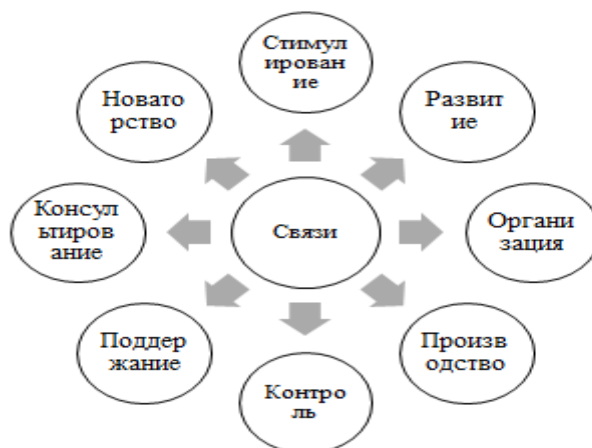 Стимул
ирован
ие
Развит
ие
Органи
зация
Произв
одство
Контро
ль
Поддер
жание
Консул
ьтиров
ание
Новато
рство
Связи